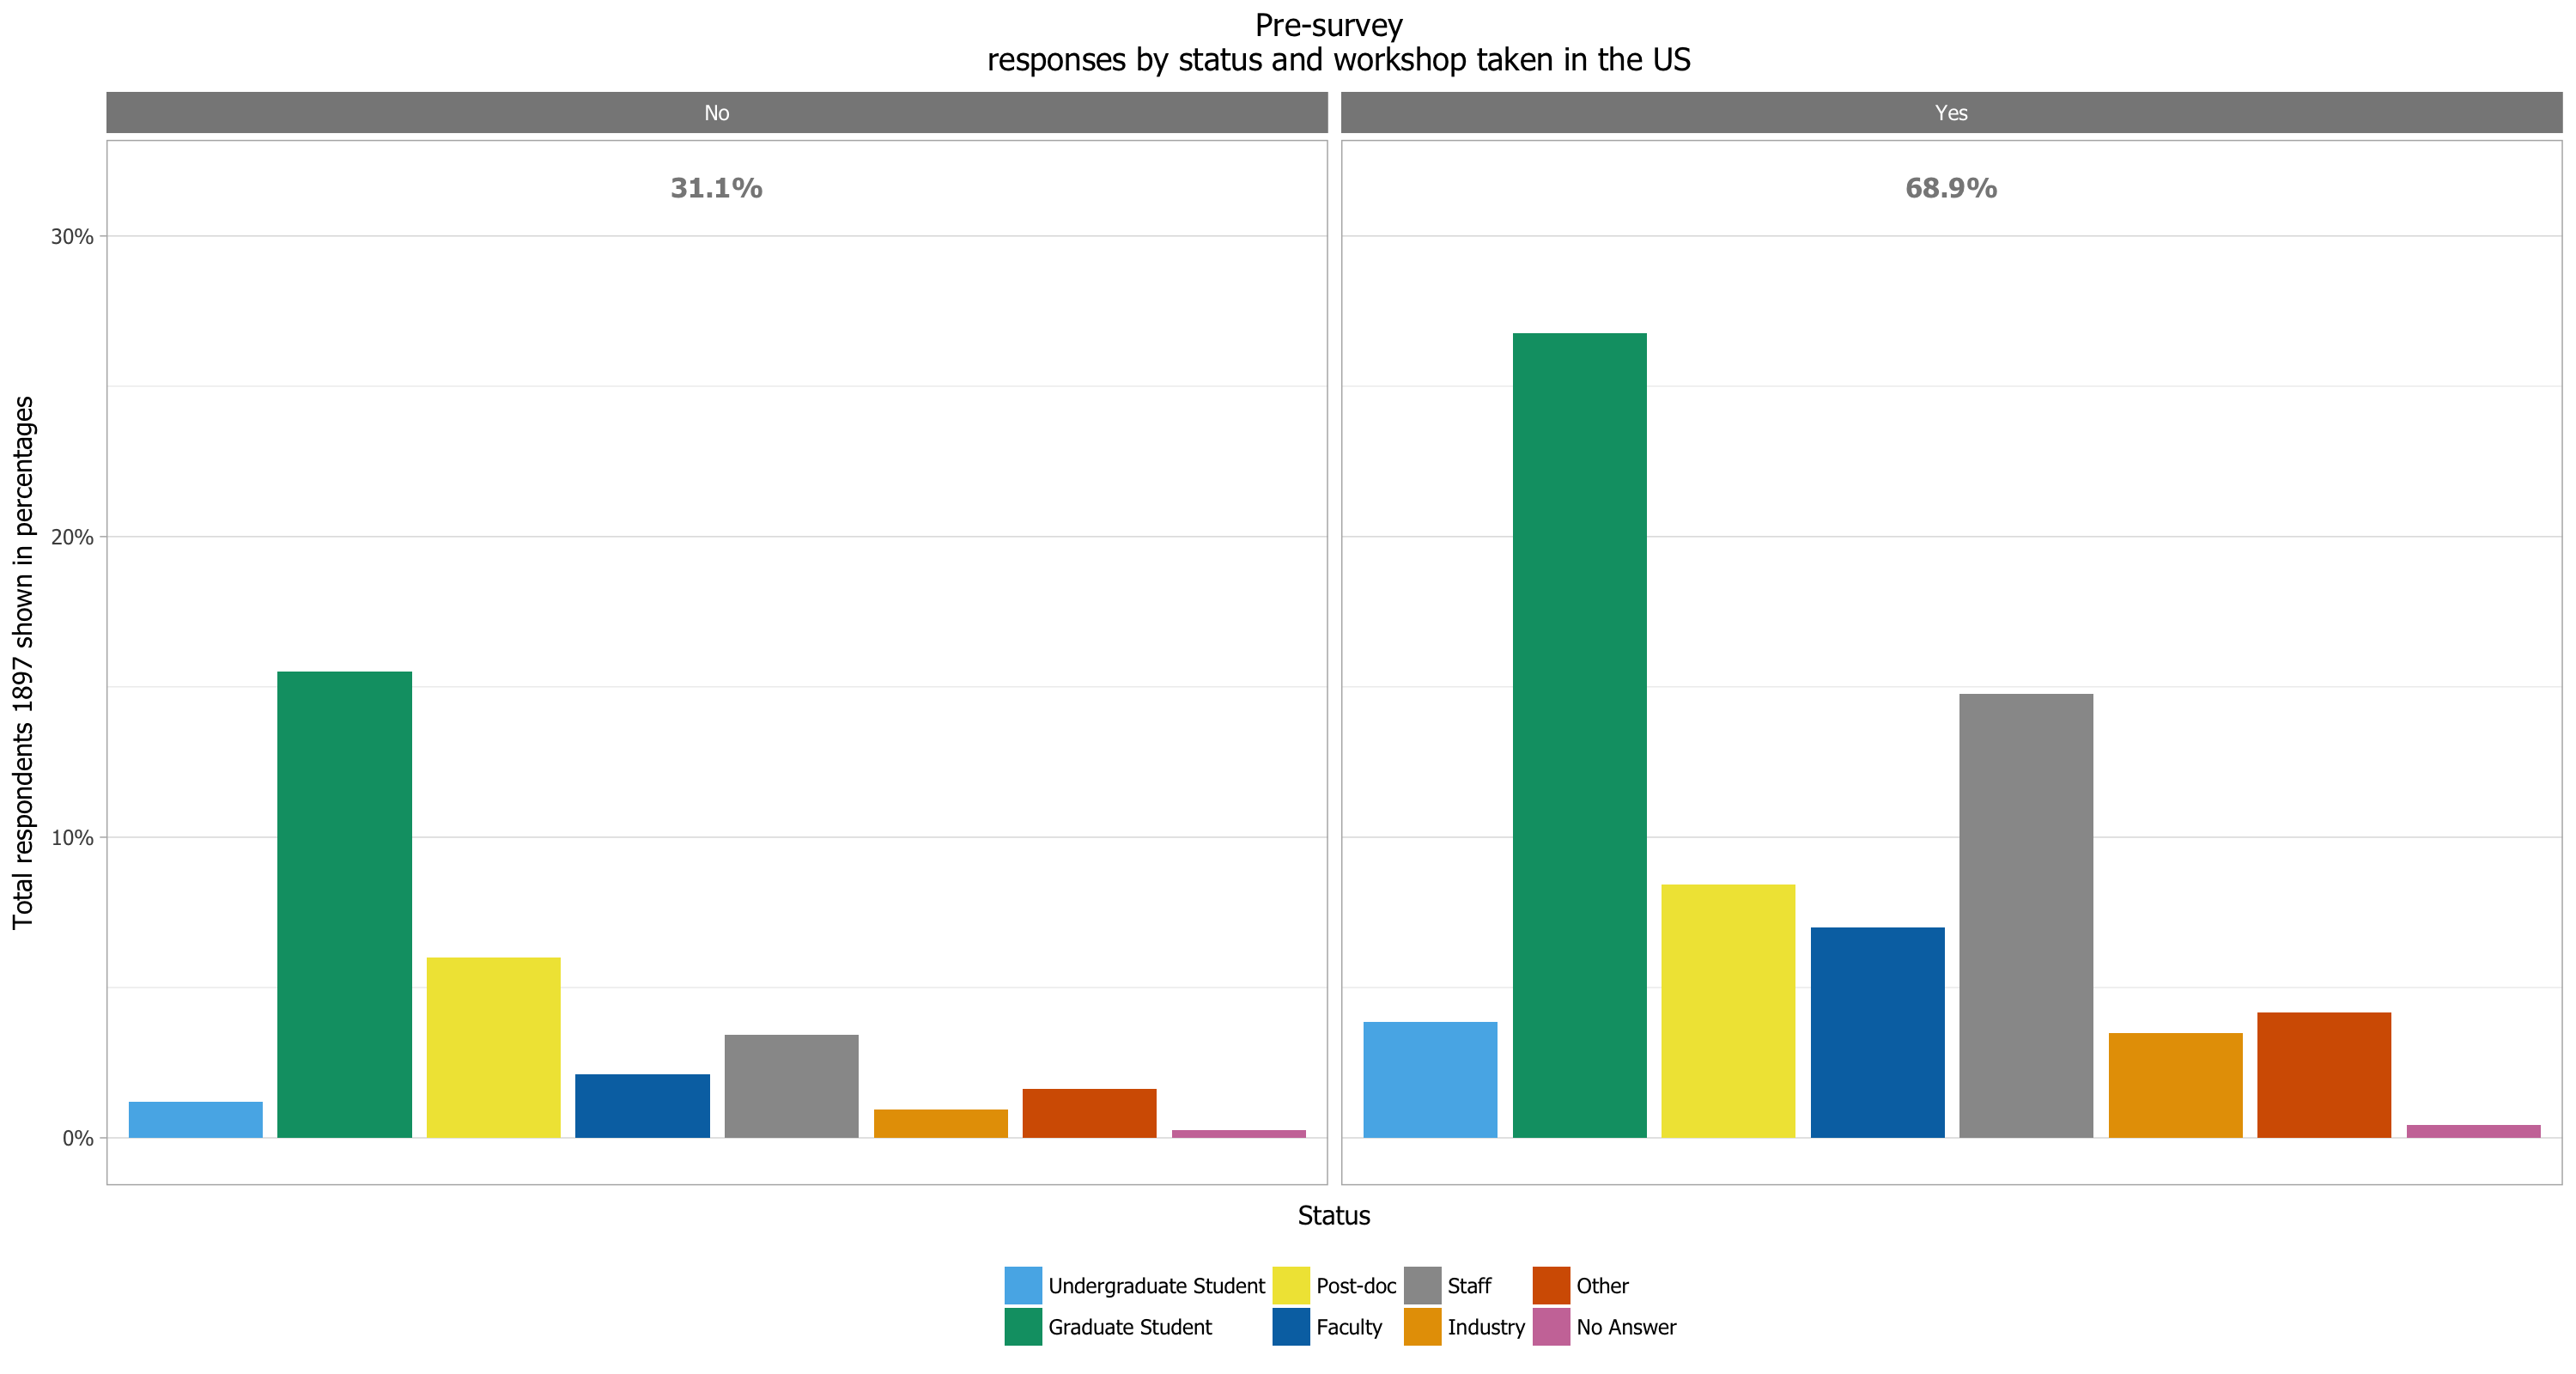 Pre-survey
responses by status and workshop taken in the US
No
Yes
31.1%
68.9%
30%
20%
10%
0%
Total respondents 1897 shown in percentages
Status
Undergraduate Student
Post-doc
Staff
Other
Graduate Student
Faculty
Industry
No Answer